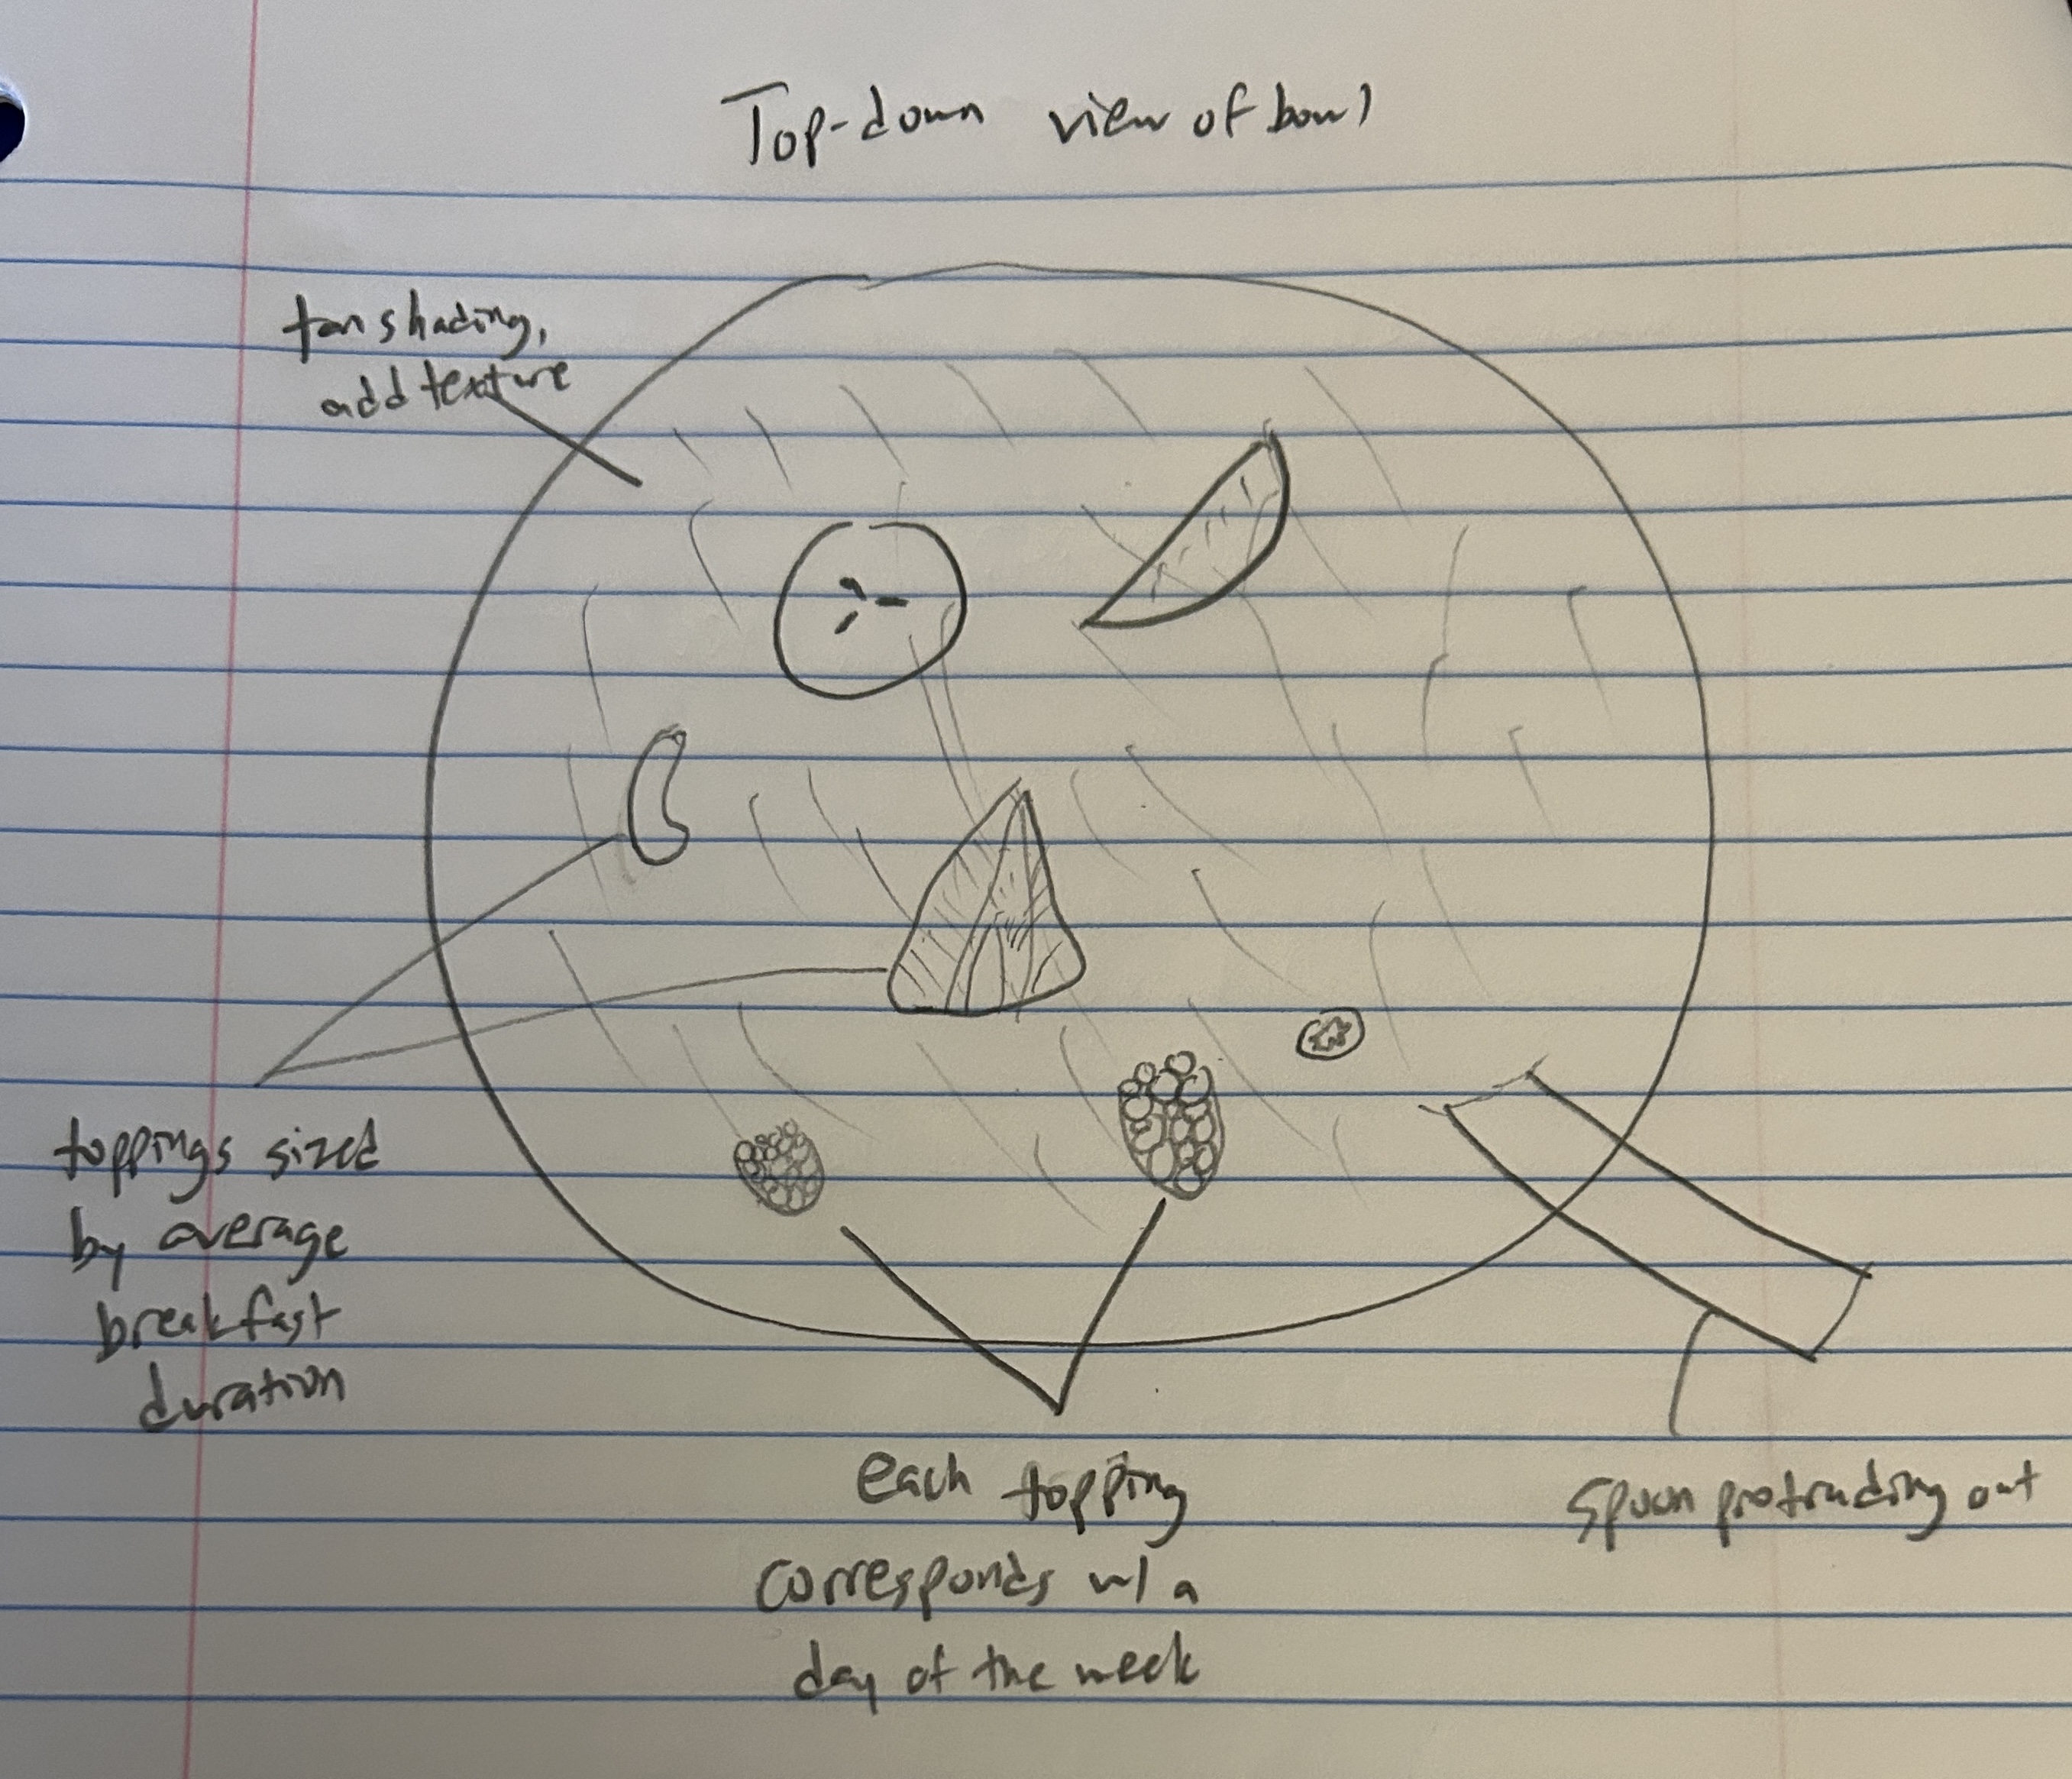 Top-down view of bowl
tan shading,
add texture
toppings sized
by average
breakfast
duration
each topping
corresponds w/ a
day of the week
spoon protruding out